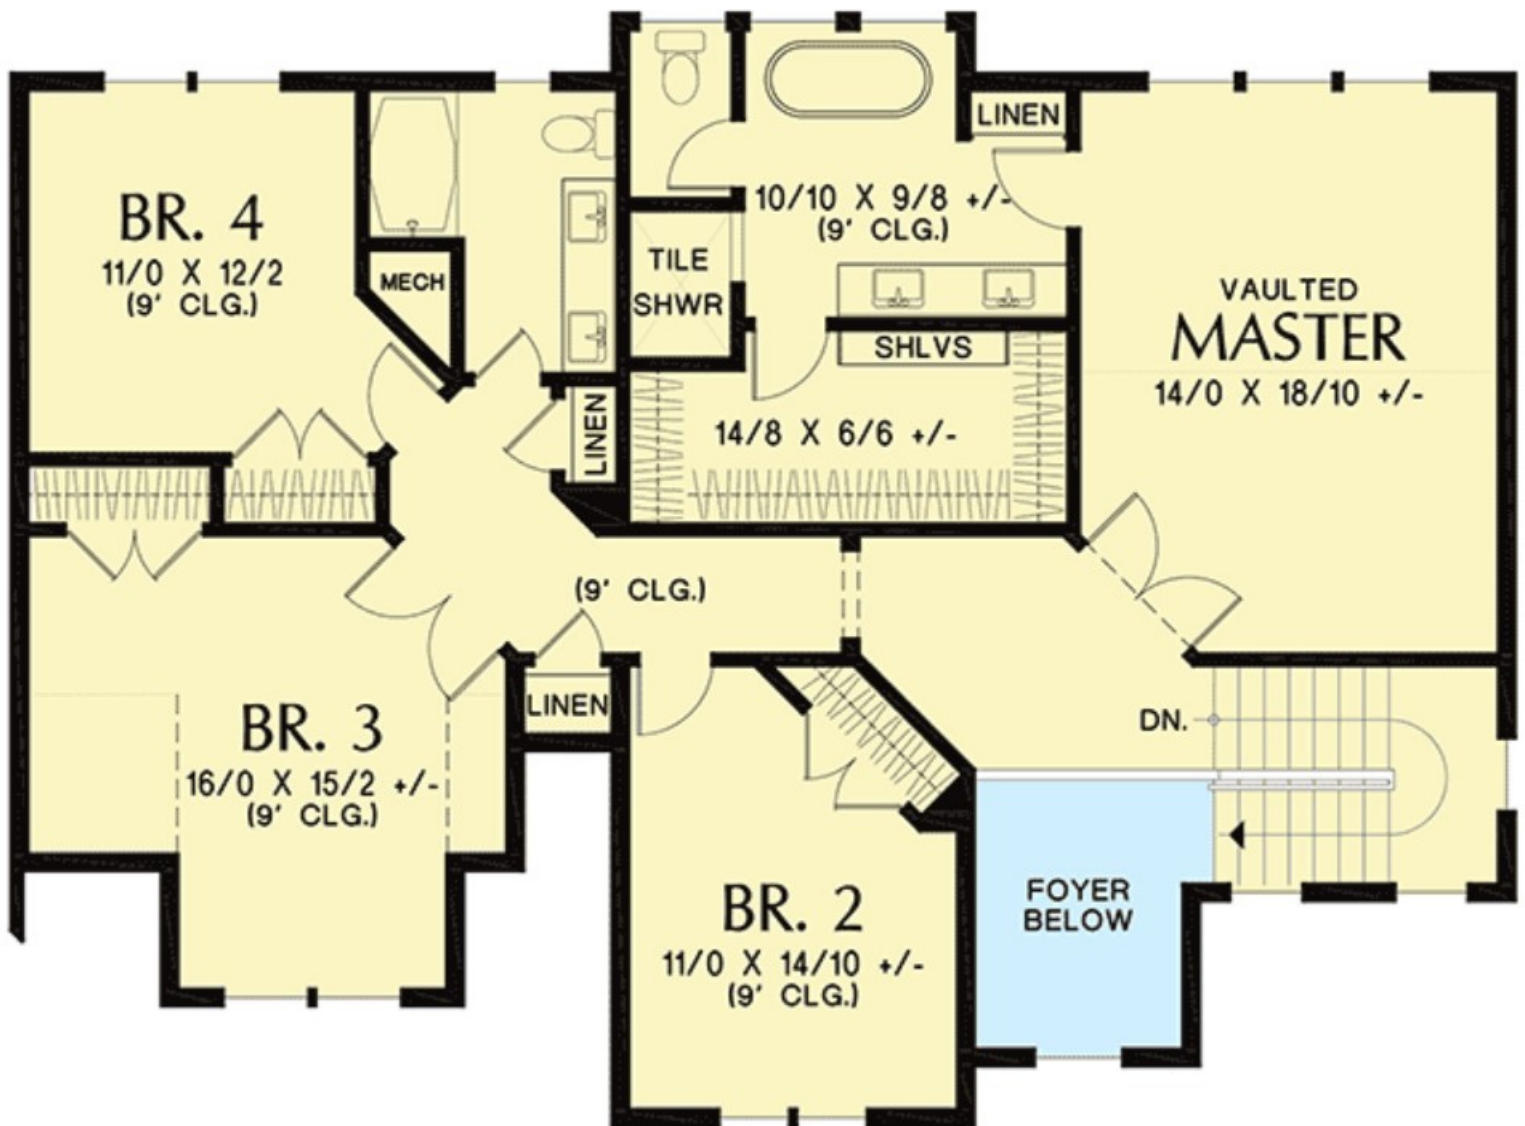 LINEN
BR. 4
11/0 X 12/2
(9' CLG.)
MECH
10/10 X 9/8 +/-
(9' CLG.)
TILE
SHWR
SHLVS
VAULTED
MASTER
14/0 X 18/10 +/-
LINEN
14/8 X 6/6 +/-
(9' CLG.)
LINEN
BR. 3
16/0 X 15/2 +/-
(9' CLG.)
DN.
BR. 2
11/0 X 14/10 +/-
(9' CLG.)
FOYER
BELOW